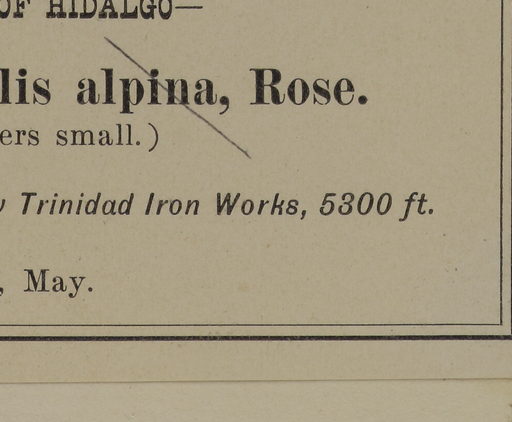 OF HIDALGO—
lis alpina, Rose.
ers small.)
Trinidad Iron Works, 5300 ft.
, May.